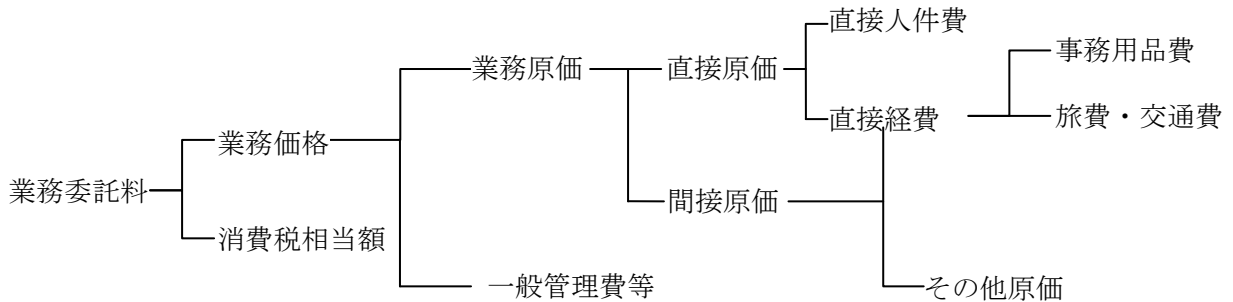 直接人件費
事務用品費
業務原価
直接原価
直接経費
旅費・交通費
業務価格
業務委託料
間接原価
消費税相当額
一般管理費等
その他原価